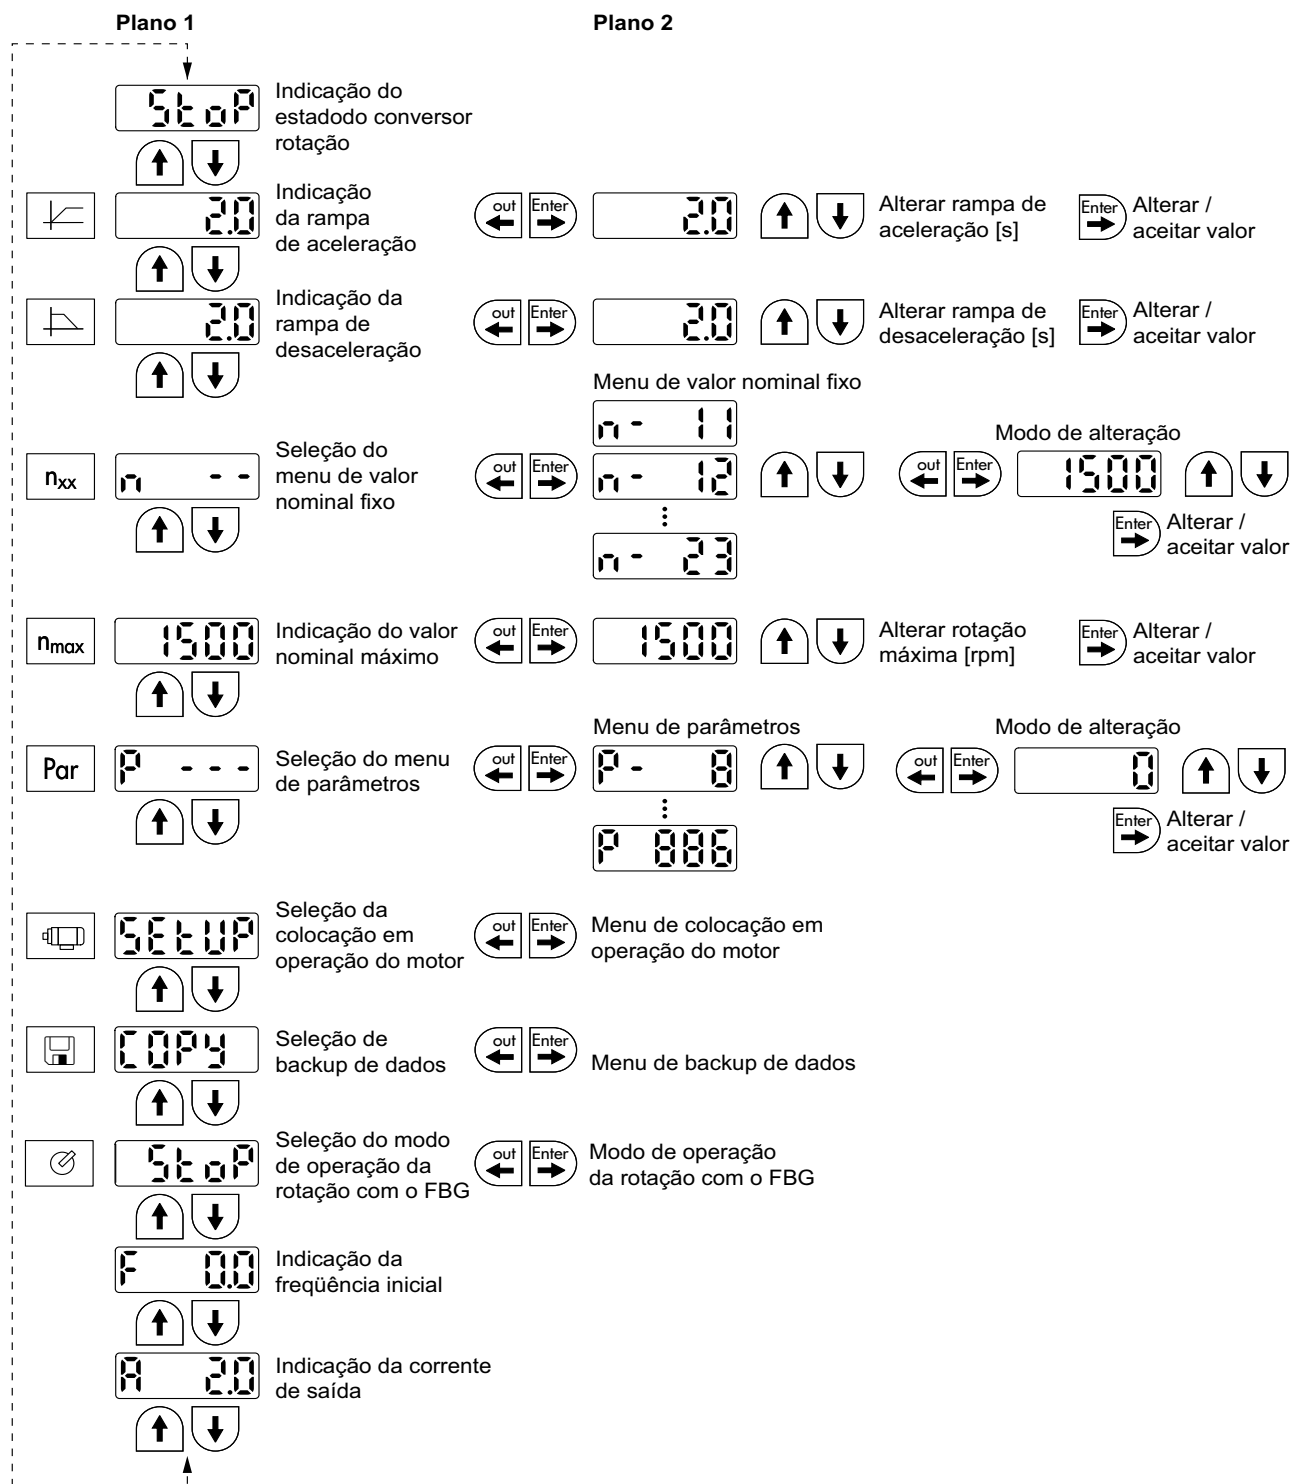 Plano 1
Plano 2
StoP
Indicação do
estadodo conversor
rotação
2.0
Indicação
da rampa
de aceleração
out
Enter
2.0
Alterar rampa de
aceleração [s]
Enter
Alterar /
aceitar valor
2.0
Indicação da
rampa de
desaceleração
out
Enter
2.0
Alterar rampa de
desaceleração [s]
Enter
Alterar /
aceitar valor
Menu de valor nominal fixo
n- 11
nxx
n --
Seleção do
menu de valor
nominal fixo
out
Enter
n- 12
n- 23
Modo de alteração
out
Enter
1500
Enter
Alterar /
aceitar valor
nmax
1500
Indicação do valor
nominal máximo
out
Enter
1500
Alterar rotação
máxima [rpm]
Enter
Alterar /
aceitar valor
Par
P ---
Seleção do menu
de parâmetros
out
Enter
Menu de parâmetros
P- 8
P 886
Modo de alteração
out
Enter
0
Enter
Alterar /
aceitar valor
SEtUP
Seleção da
colocação em
operação do motor
out
Enter
Menu de colocação em
operação do motor
COPY
Seleção de
backup de dados
out
Enter
Menu de backup de dados
StoP
Seleção do modo
de operação da
rotação com o FBG
out
Enter
Modo de operação
da rotação com o FBG
F 0.0
Indicação da
freqüência inicial
A 2.0
Indicação da corrente
de saída